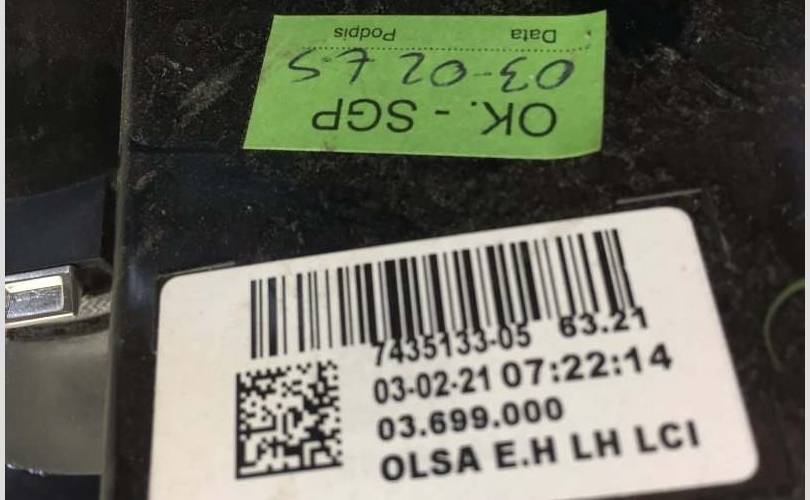 OK. - SGP
03-02
Data Podpis
7435133-05 63.21
03-02-21 07:22:14
03.699.000
OLSA E.H LH LCI